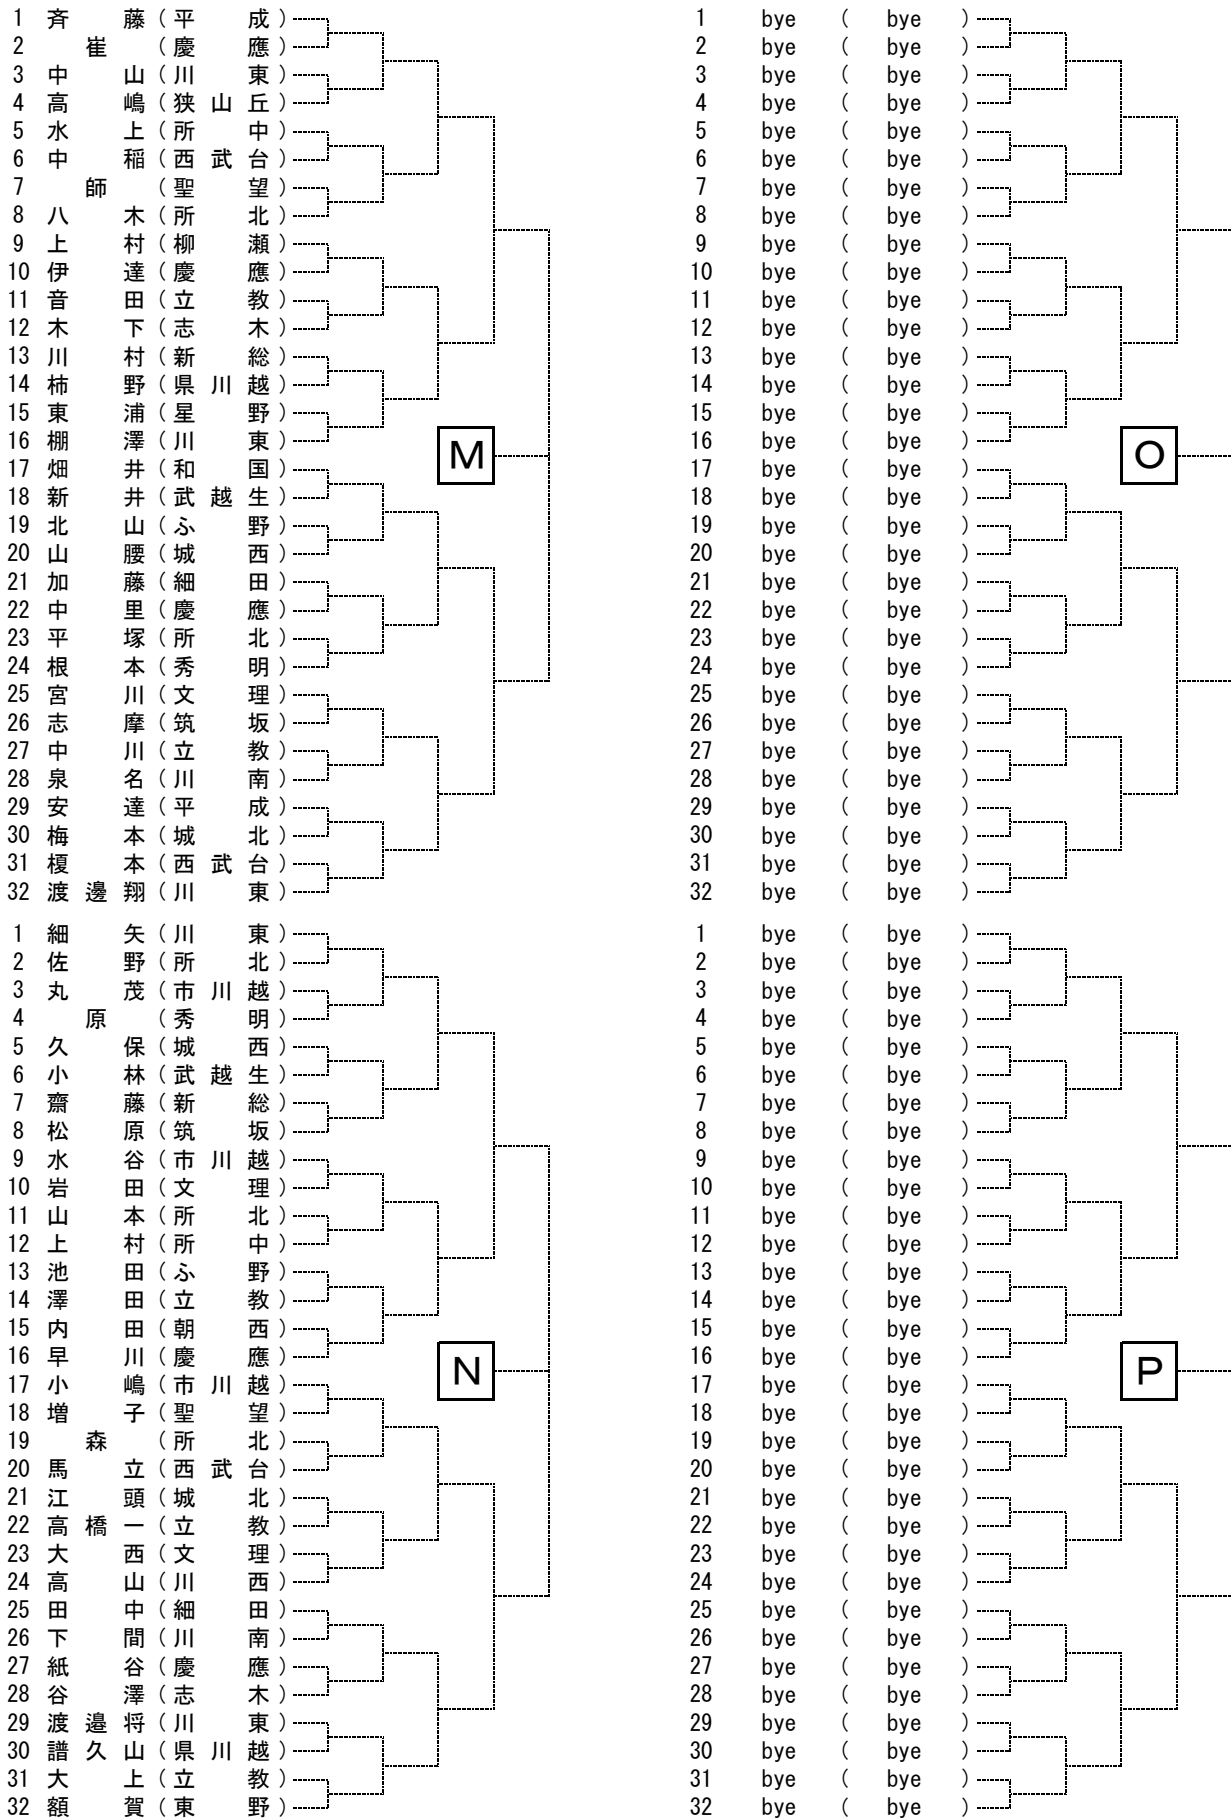 1 斉藤(平成)
2 崔(慶應)
3 中山(川東)
4 高嶋(狭山丘)
5 水上(所中)
6 中稲(西武台)
7 師(聖望)
8 八木(所北)
9 上村(柳瀬)
10 伊達(慶應)
11 音田(立教)
12 木下(志木)
13 川村(新総)
14 柿野(県川越)
15 東浦(星野)
16 棚澤(川東)
M
17 畑井(和国)
18 新井(武越生)
19 北山(ふ野)
20 山腰(城西)
21 加藤(細田)
22 中里(慶應)
23 平塚(所北)
24 根本(秀明)
25 宮川(文理)
26 志摩(筑坂)
27 中川(立教)
28 泉名(川南)
29 安達(平成)
30 梅本(城北)
31 榎本(西武台)
32 渡邊翔(川東)
1 細矢(川東)
2 佐野(所北)
3 丸茂(市川越)
4 原(秀明)
5 久保(城西)
6 小林(武越生)
7 齋藤(新総)
8 松原(筑坂)
9 水谷(市川越)
10 岩田(文理)
11 山本(所北)
12 上村(所中)
13 池田(ふ野)
14 澤田(立教)
15 内田(朝西)
16 早川(慶應)
N
17 小嶋(市川越)
18 増子(聖望)
19 森(所北)
20 馬立(西武台)
21 江頭(城北)
22 高橋一(立教)
23 大西(文理)
24 高山(川西)
25 田中(細田)
26 下間(川南)
27 紙谷(慶應)
28 谷澤(志木)
29 渡邉将(川東)
30 譜久山(県川越)
31 大上(立教)
32 額賀(東野)
1 bye ( bye )
2 bye ( bye )
3 bye ( bye )
4 bye ( bye )
5 bye ( bye )
6 bye ( bye )
7 bye ( bye )
8 bye ( bye )
9 bye ( bye )
10 bye ( bye )
11 bye ( bye )
12 bye ( bye )
13 bye ( bye )
14 bye ( bye )
15 bye ( bye )
16 bye ( bye )
O
17 bye ( bye )
18 bye ( bye )
19 bye ( bye )
20 bye ( bye )
21 bye ( bye )
22 bye ( bye )
23 bye ( bye )
24 bye ( bye )
25 bye ( bye )
26 bye ( bye )
27 bye ( bye )
28 bye ( bye )
29 bye ( bye )
30 bye ( bye )
31 bye ( bye )
32 bye ( bye )
1 bye ( bye )
2 bye ( bye )
3 bye ( bye )
4 bye ( bye )
5 bye ( bye )
6 bye ( bye )
7 bye ( bye )
8 bye ( bye )
9 bye ( bye )
10 bye ( bye )
11 bye ( bye )
12 bye ( bye )
13 bye ( bye )
14 bye ( bye )
15 bye ( bye )
16 bye ( bye )
P
17 bye ( bye )
18 bye ( bye )
19 bye ( bye )
20 bye ( bye )
21 bye ( bye )
22 bye ( bye )
23 bye ( bye )
24 bye ( bye )
25 bye ( bye )
26 bye ( bye )
27 bye ( bye )
28 bye ( bye )
29 bye ( bye )
30 bye ( bye )
31 bye ( bye )
32 bye ( bye )